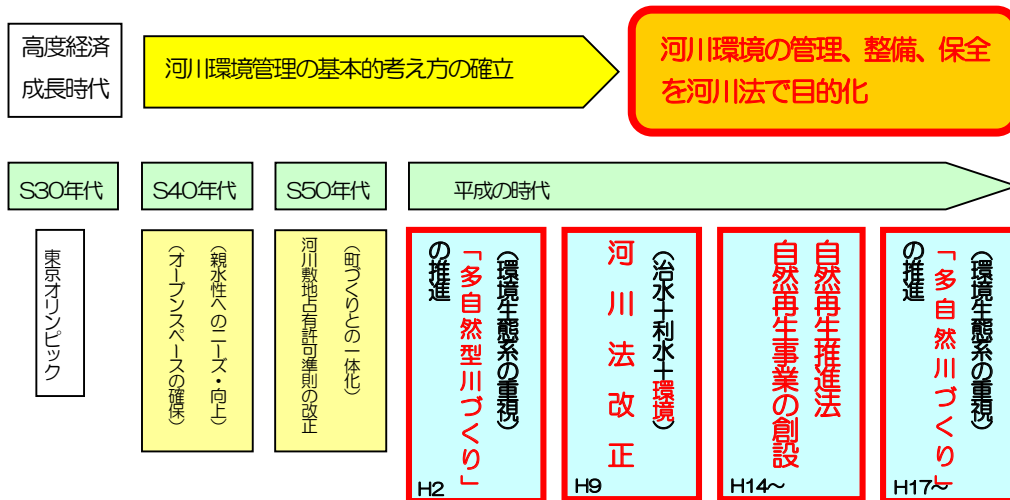 高度経済
成長時代
河川環境管理の基本的考え方の確立
河川環境の管理、整備、保全
を河川法で目的化
S30年代
S40年代
S50年代
平成の時代
東京オリンピック
（親水性へのニーズ・向上）
（オープンスペースの確保）
（町づくりとの一体化）
河川敷地占有許可準則の改正
（環境生態系の重視）
「多自然型川づくり」
の推進
H2
（治水＋利水＋環境）
河川法改正
H9
自然再生推進法
自然再生事業の創設
H14～
（環境生態系の重視）
「多自然川づくり」
の推進
H17～